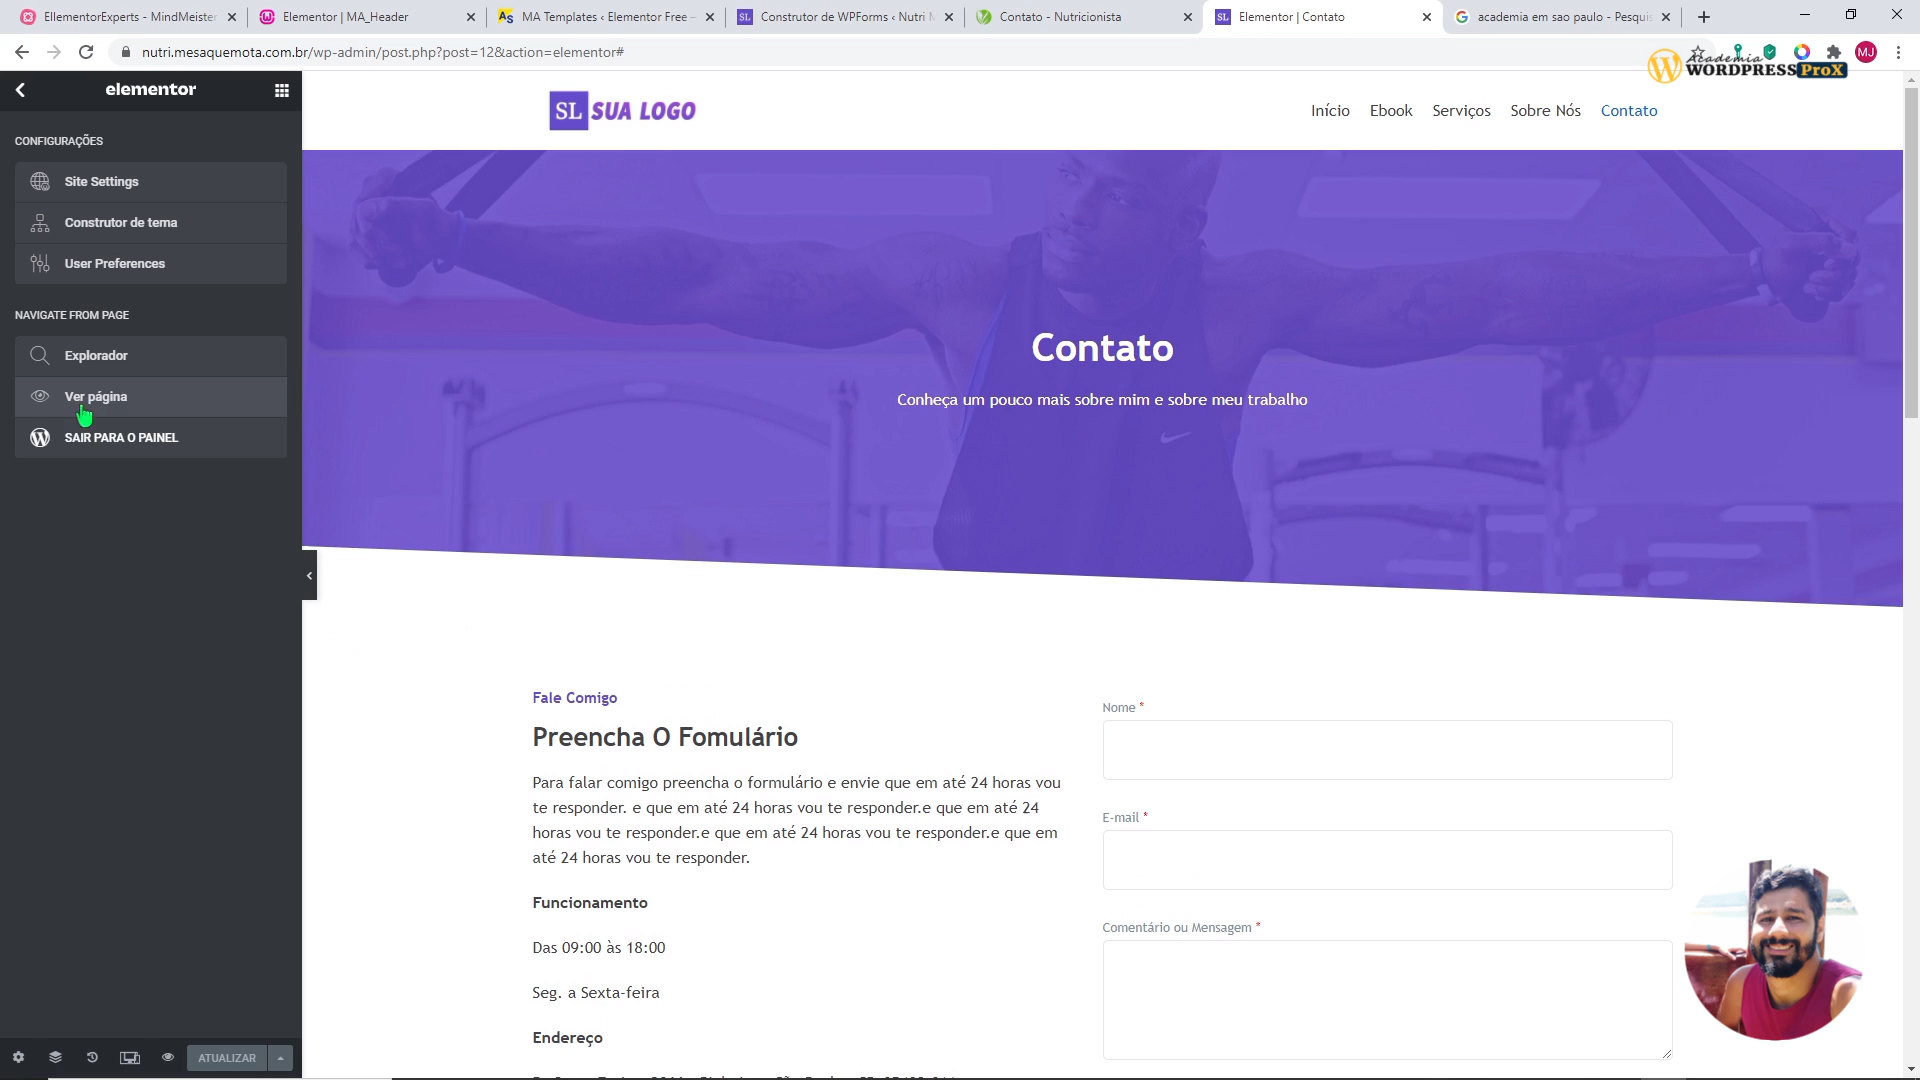 EllementorExperts - MindMeister
Elementor | MA_Header
MA Templates ‹ Elementor Free –
Construtor de WPForms ‹ Nutri
Contato - Nutricionista
Elementor | Contato
academia em sao paulo - Pesqui
nutri.mesaquemota.com.br/wp-admin/post.php?post=12&action=elementor#
MJ
Academia
WORDPRESS ProX
elementor
CONFIGURAÇÕES
Site Settings
Construtor de tema
User Preferences
NAVIGATE FROM PAGE
Explorador
Ver página
SAIR PARA O PAINEL
ATUALIZAR
SL SUA LOGO
Início
Ebook
Serviços
Sobre Nós
Contato
Contato
Conheça um pouco mais sobre mim e sobre meu trabalho
Fale Comigo
Preencha O Fomulário
Para falar comigo preencha o formulário e envie que em até 24 horas vou
te responder. e que em até 24 horas vou te responder.e que em até 24
horas vou te responder.e que em até 24 horas vou te responder.e que em
até 24 horas vou te responder.
Funcionamento
Das 09:00 às 18:00
Seg. a Sexta-feira
Endereço
Nome *
E-mail *
Comentário ou Mensagem *